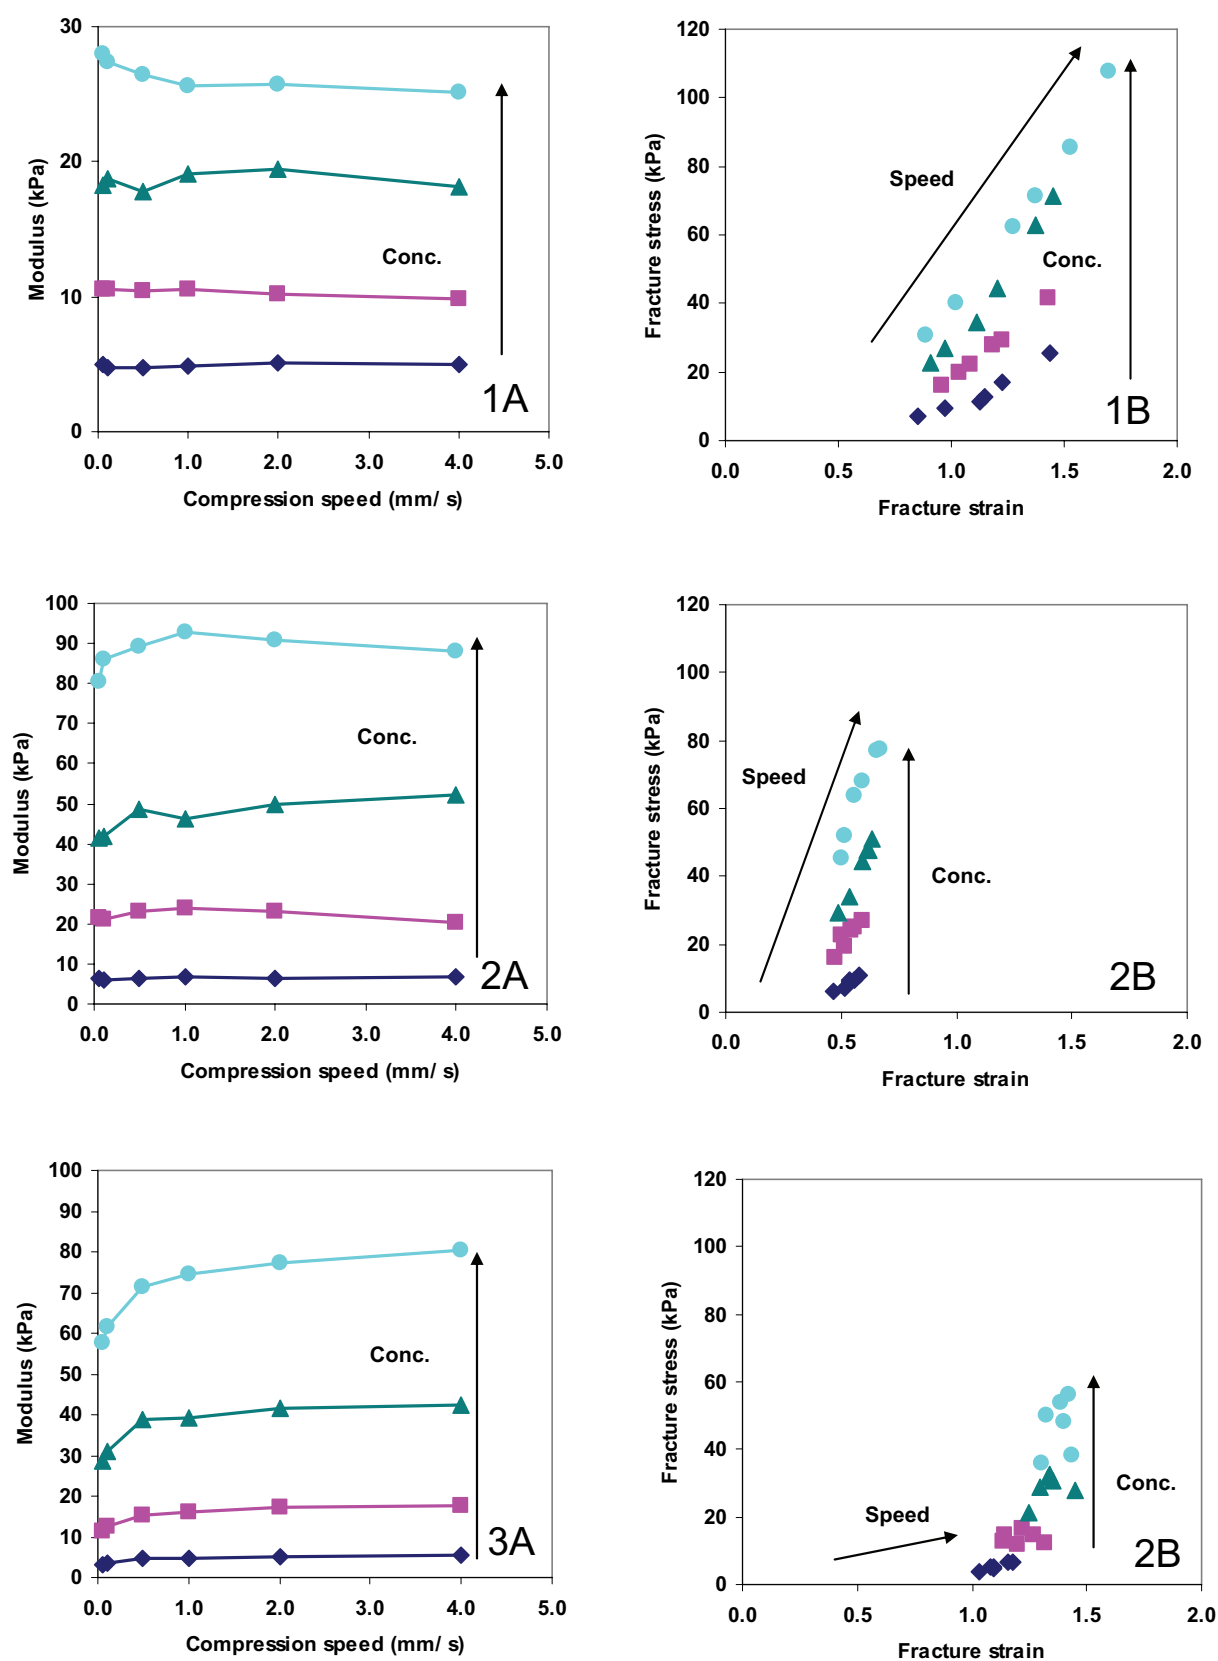 30
20
10
0
Modulus (kPa)
Conc.
1A
0.0 1.0 2.0 3.0 4.0 5.0
Compression speed (mm/ s)
120
100
80
60
40
20
0
Fracture stress (kPa)
Speed
Conc.
1B
0.0 0.5 1.0 1.5 2.0
Fracture strain
100
90
80
70
60
50
40
30
20
10
0
Modulus (kPa)
Conc.
2A
0.0 1.0 2.0 3.0 4.0 5.0
Compression speed (mm/ s)
120
100
80
60
40
20
0
Fracture stress (kPa)
Speed
Conc.
2B
0.0 0.5 1.0 1.5 2.0
Fracture strain
100
90
80
70
60
50
40
30
20
10
0
Modulus (kPa)
Conc.
3A
0.0 1.0 2.0 3.0 4.0 5.0
Compression speed (mm/ s)
120
100
80
60
40
20
0
Fracture stress (kPa)
Speed
Conc.
2B
0.0 0.5 1.0 1.5 2.0
Fracture strain